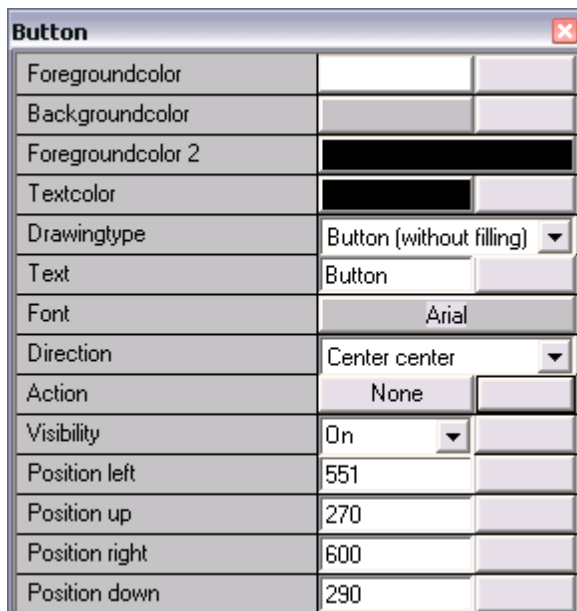 Button
Foregroundcolor
Backgroundcolor
Foregroundcolor 2
Textcolor
Drawingtype Button (without filling)
Text Button
Font Arial
Direction Center center
Action None
Visibility On
Position left 551
Position up 270
Position right 600
Position down 290